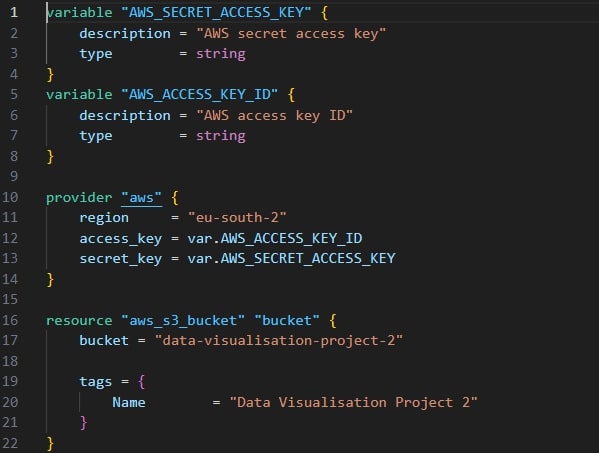 1 variable "AWS_SECRET_ACCESS_KEY" {
2     description = "AWS secret access key"
3     type        = string
4 }
5 variable "AWS_ACCESS_KEY_ID" {
6     description = "AWS access key ID"
7     type        = string
8 }
9
10 provider "aws" {
11     region     = "eu-south-2"
12     access_key = var.AWS_ACCESS_KEY_ID
13     secret_key = var.AWS_SECRET_ACCESS_KEY
14 }
15
16 resource "aws_s3_bucket" "bucket" {
17     bucket = "data-visualisation-project-2"
18
19     tags = {
20         Name        = "Data Visualisation Project 2"
21     }
22 }